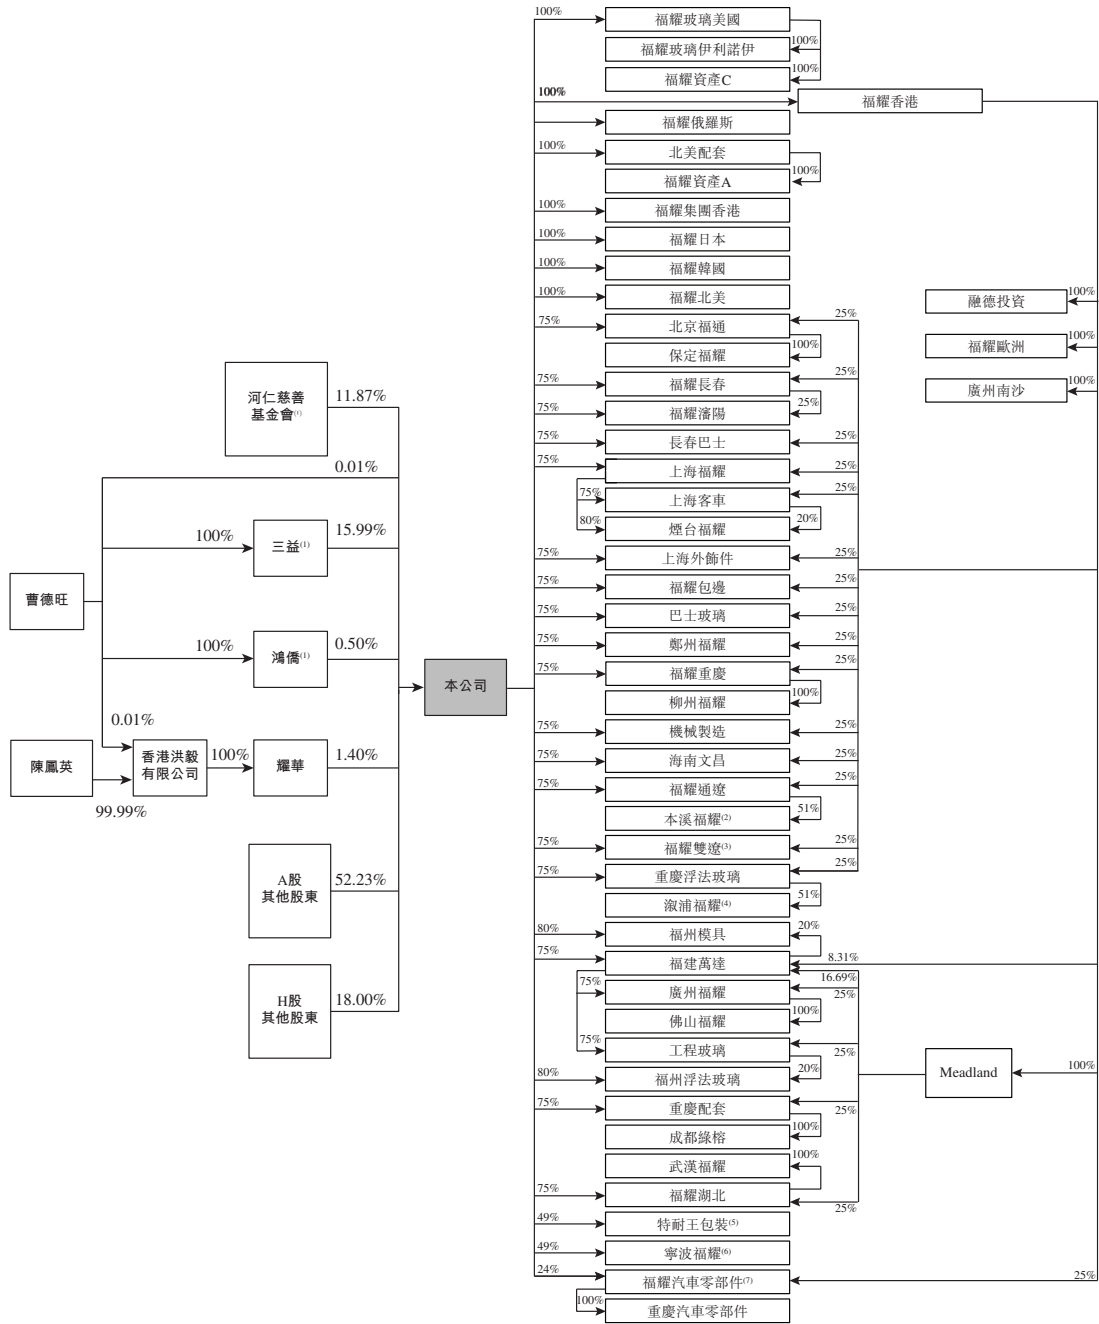 河仁慈善
基金會(1)
11.87%
0.01%
100%
三益(1)
15.99%
曹德旺
100%
鴻僑(1)
0.50%
本公司
0.01%
陳鳳英
香港洪毅
有限公司
99.99%
100%
耀華
1.40%
A股
其他股東
52.23%
H股
其他股東
18.00%
100%
福耀玻璃美國
福耀玻璃伊利諾伊
100%
福耀資產C
100%
100%
福耀香港
福耀俄羅斯
100%
北美配套
福耀資產A
100%
100%
福耀集團香港
100%
福耀日本
100%
福耀韓國
100%
福耀北美
融德投資
100%
75%
北京福通
25%
保定福耀
100%
福耀歐洲
100%
75%
福耀長春
25%
廣州南沙
100%
75%
福耀瀋陽
25%
75%
長春巴士
25%
75%
上海福耀
25%
75%
上海客車
25%
80%
煙台福耀
20%
75%
上海外飾件
25%
75%
福耀包邊
25%
75%
巴士玻璃
25%
75%
鄭州福耀
25%
75%
福耀重慶
25%
柳州福耀
100%
75%
機械製造
25%
75%
海南文昌
25%
75%
福耀通遼
25%
本溪福耀(2)
51%
75%
福耀雙遼(3)
25%
75%
重慶浮法玻璃
25%
溆浦福耀(4)
51%
80%
福州模具
20%
75%
福建萬達
8.31%
16.69%
75%
廣州福耀
25%
佛山福耀
100%
75%
工程玻璃
25%
80%
福州浮法玻璃
20%
Meadland
100%
75%
重慶配套
25%
成都綠榕
100%
武漢福耀
100%
75%
福耀湖北
25%
49%
特耐王包裝(5)
49%
寧波福耀(6)
24%
福耀汽車零部件(7)
25%
100%
重慶汽車零部件